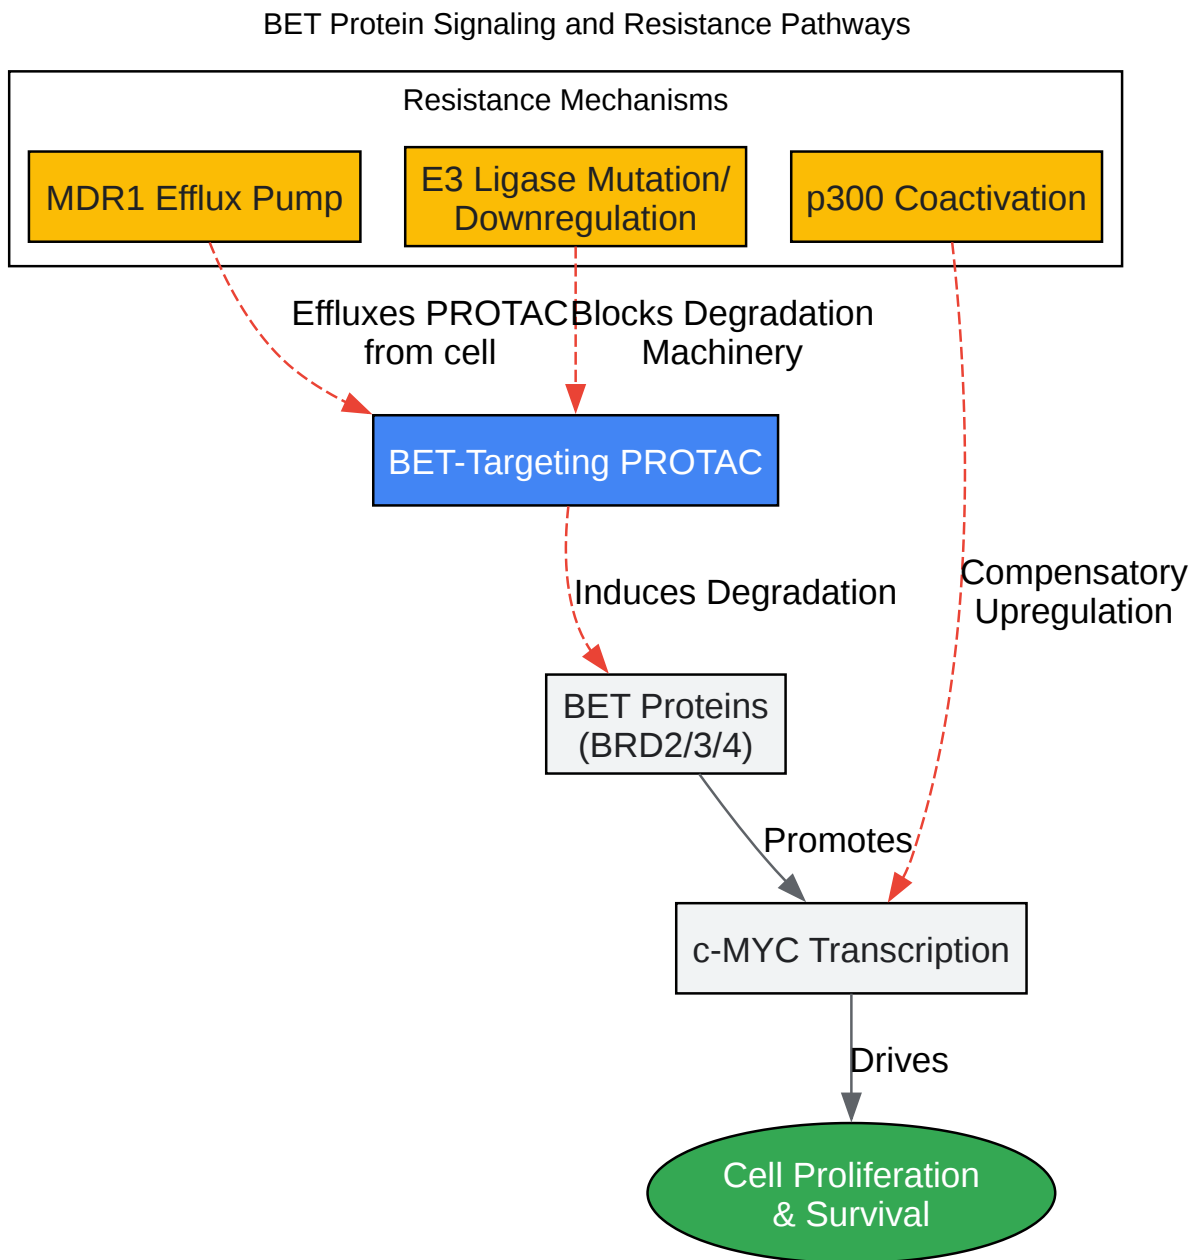 BET Protein Signaling and Resistance Pathways
Resistance Mechanisms
MDR1 Efflux Pump
E3 Ligase Mutation/
Downregulation
p300 Coactivation
Effluxes PROTAC
from cell
Blocks Degradation
Machinery
BET-Targeting PROTAC
Induces Degradation
Compensatory
Upregulation
BET Proteins
(BRD2/3/4)
Promotes
c-MYC Transcription
Drives
Cell Proliferation
& Survival